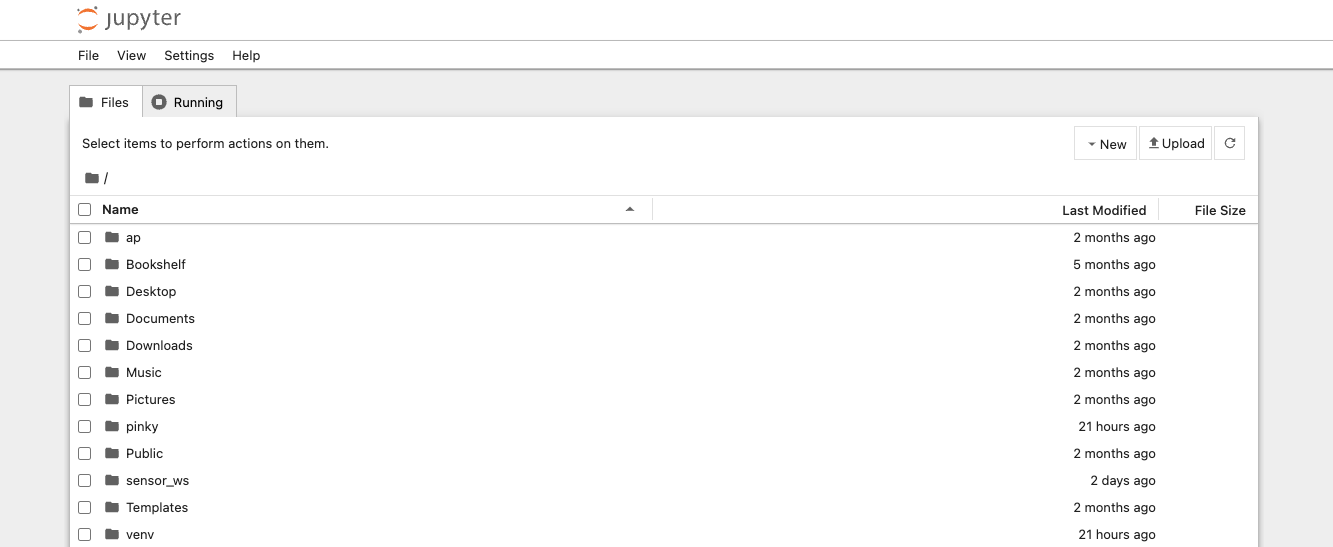 jupyter
File View Settings Help
Files Running
Select items to perform actions on them.
New Upload
/
Name Last Modified File Size
ap 2 months ago
Bookshelf 5 months ago
Desktop 2 months ago
Documents 2 months ago
Downloads 2 months ago
Music 2 months ago
Pictures 2 months ago
pinky 21 hours ago
Public 2 months ago
sensor_ws 2 days ago
Templates 2 months ago
venv 21 hours ago